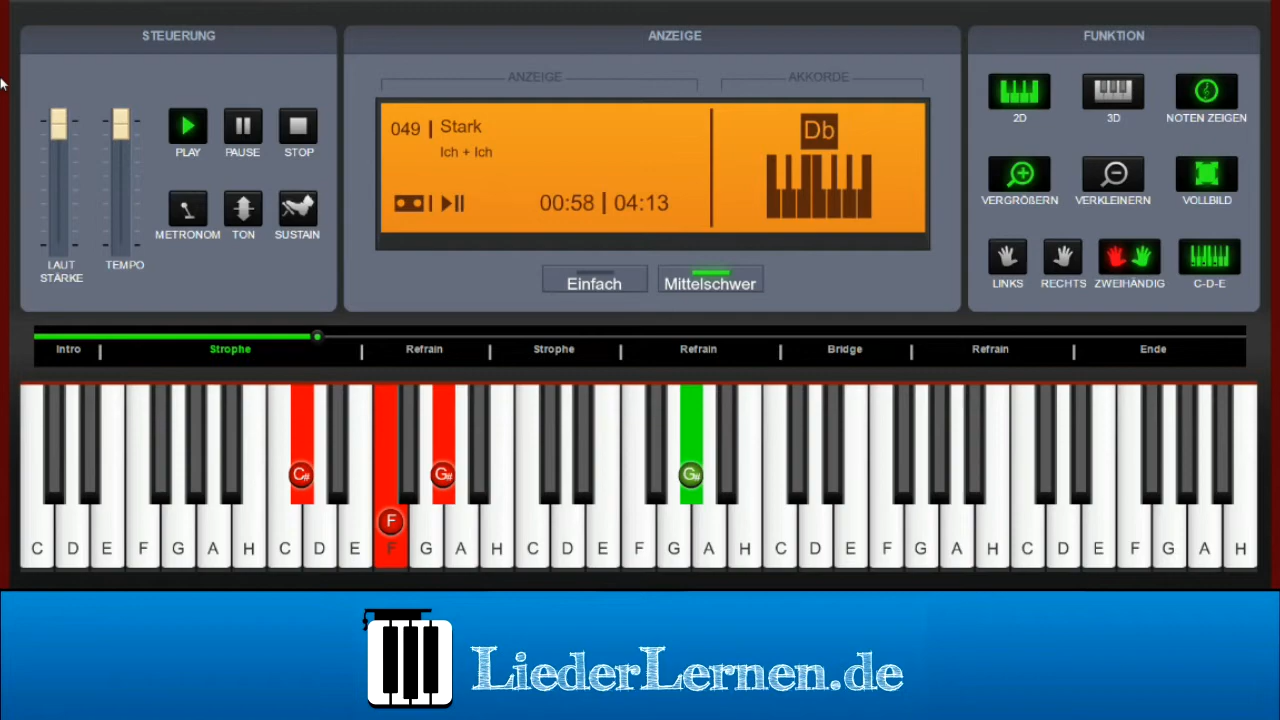 STEUERUNG
PLAY
PAUSE
STOP
METRONOM
TON
SUSTAIN
LAUT
STÄRKE
TEMPO
ANZEIGE
ANZEIGE
AKKORDE
049 | Stark
Ich + Ich
00:58 | 04:13
Db
Einfach
Mittelschwer
FUNKTION
2D
3D
NOTEN ZEIGEN
VERGRÖßERN
VERKLEINERN
VOLLBILD
LINKS
RECHTS
ZWEIHÄNDIG
C-D-E
Intro | Strophe | Refrain | Strophe | Refrain | Bridge | Refrain | Ende
C# G# G#
F
C D E F G A H C D E F G A H C D E F G A H C D E F G A H C D E F G A H
LiederLernen.de